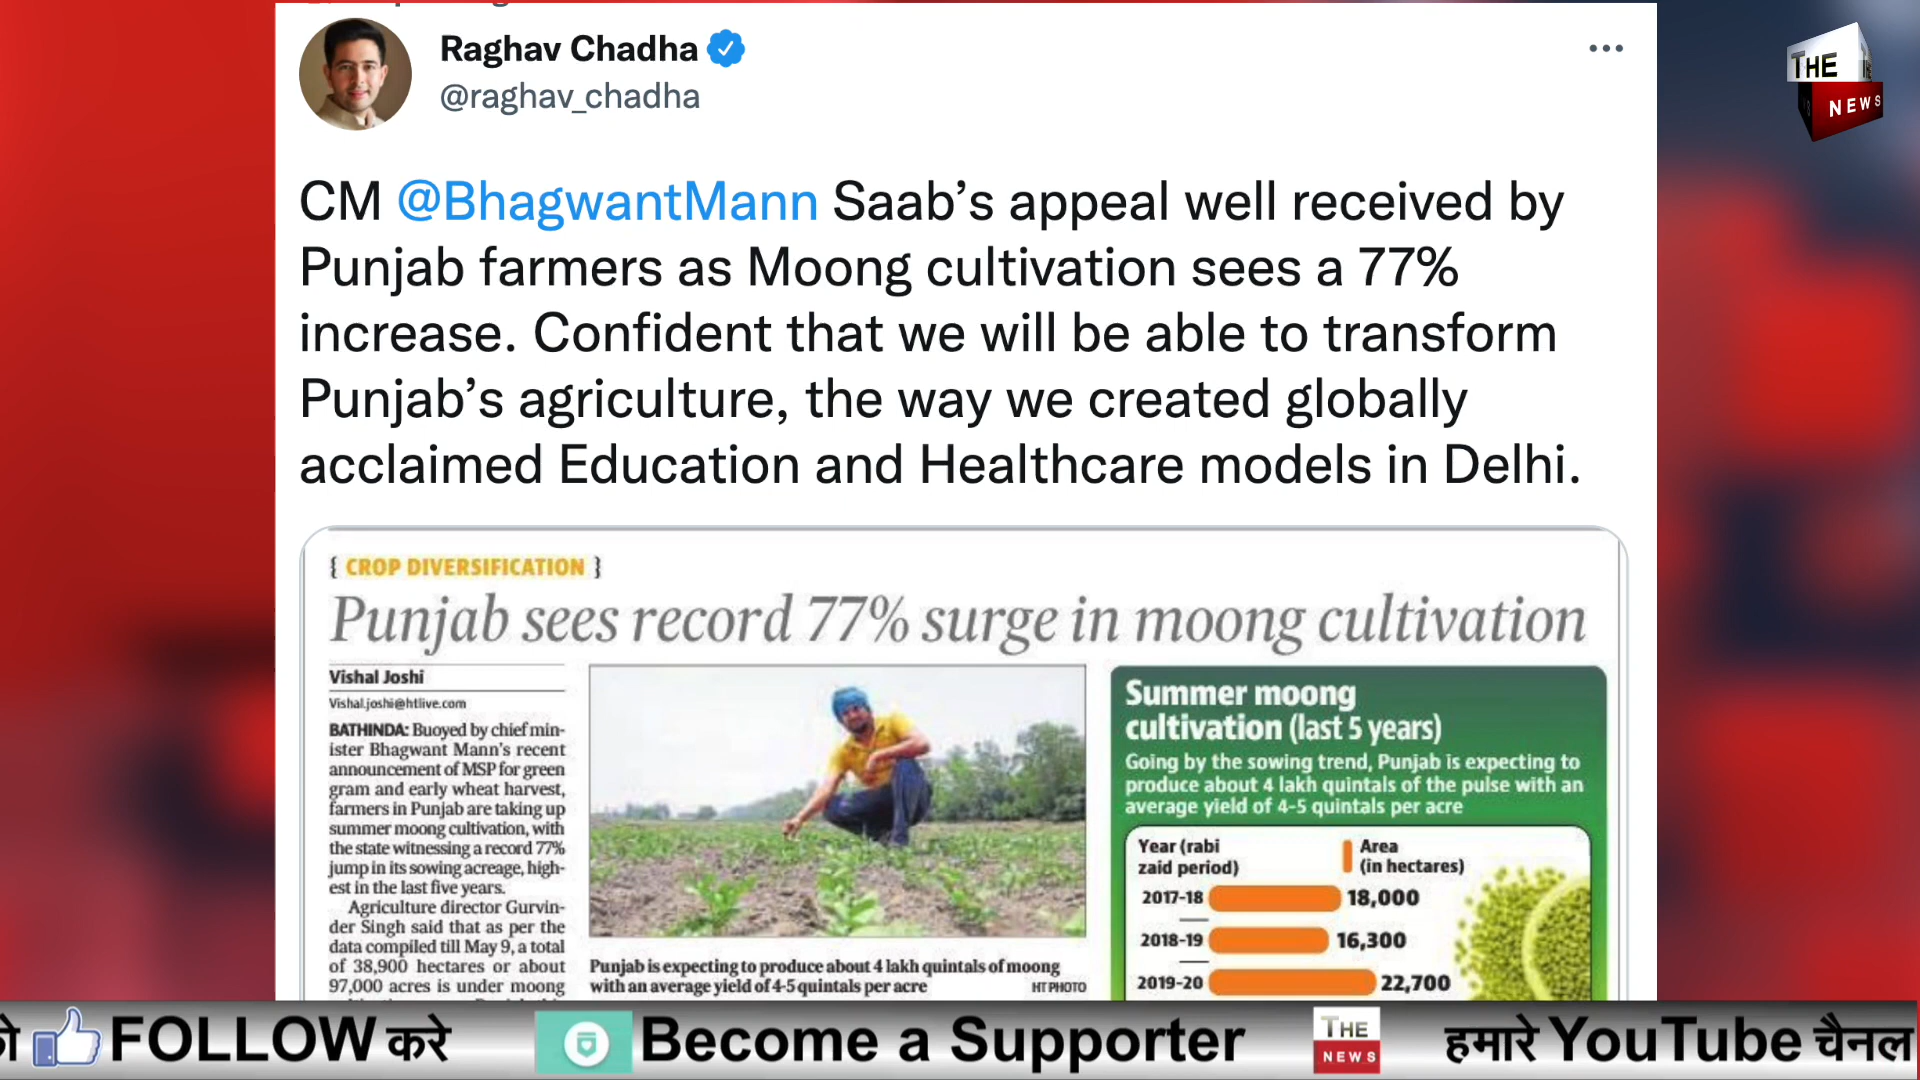 Raghav Chadha
@raghav_chadha
THE
NEWS
CM @BhagwantMann Saab’s appeal well received by
Punjab farmers as Moong cultivation sees a 77%
increase. Confident that we will be able to transform
Punjab’s agriculture, the way we created globally
acclaimed Education and Healthcare models in Delhi.
{ CROP DIVERSIFICATION }
Punjab sees record 77% surge in moong cultivation
Vishal Joshi
Vishal.joshi@htlive.com
BATHINDA: Buoyed by chief min-
ister Bhagwant Mann's recent
announcement of MSP for green
gram and early wheat harvest,
farmers in Punjab are taking up
summer moong cultivation, with
the state witnessing a record 77%
jump in its sowing acreage, high-
est in the last five years.
Agriculture director Gurvin-
der Singh said that as per the
data compiled till May 9, a total
of 38,900 hectares or about
97,000 acres is under moong
Punjab is expecting to produce about 4 lakh quintals of moong
with an average yield of 4-5 quintals per acre
HT PHOTO
Summer moong
cultivation (last 5 years)
Going by the sowing trend, Punjab is expecting to
produce about 4 lakh quintals of the pulse with an
average yield of 4-5 quintals per acre
Year (rabi
zaid period)
Area
(in hectares)
2017-18 18,000
2018-19 16,300
2019-20 22,700
FOLLOW करे Become a Supporter THE NEWS हमारे YouTube चैनल